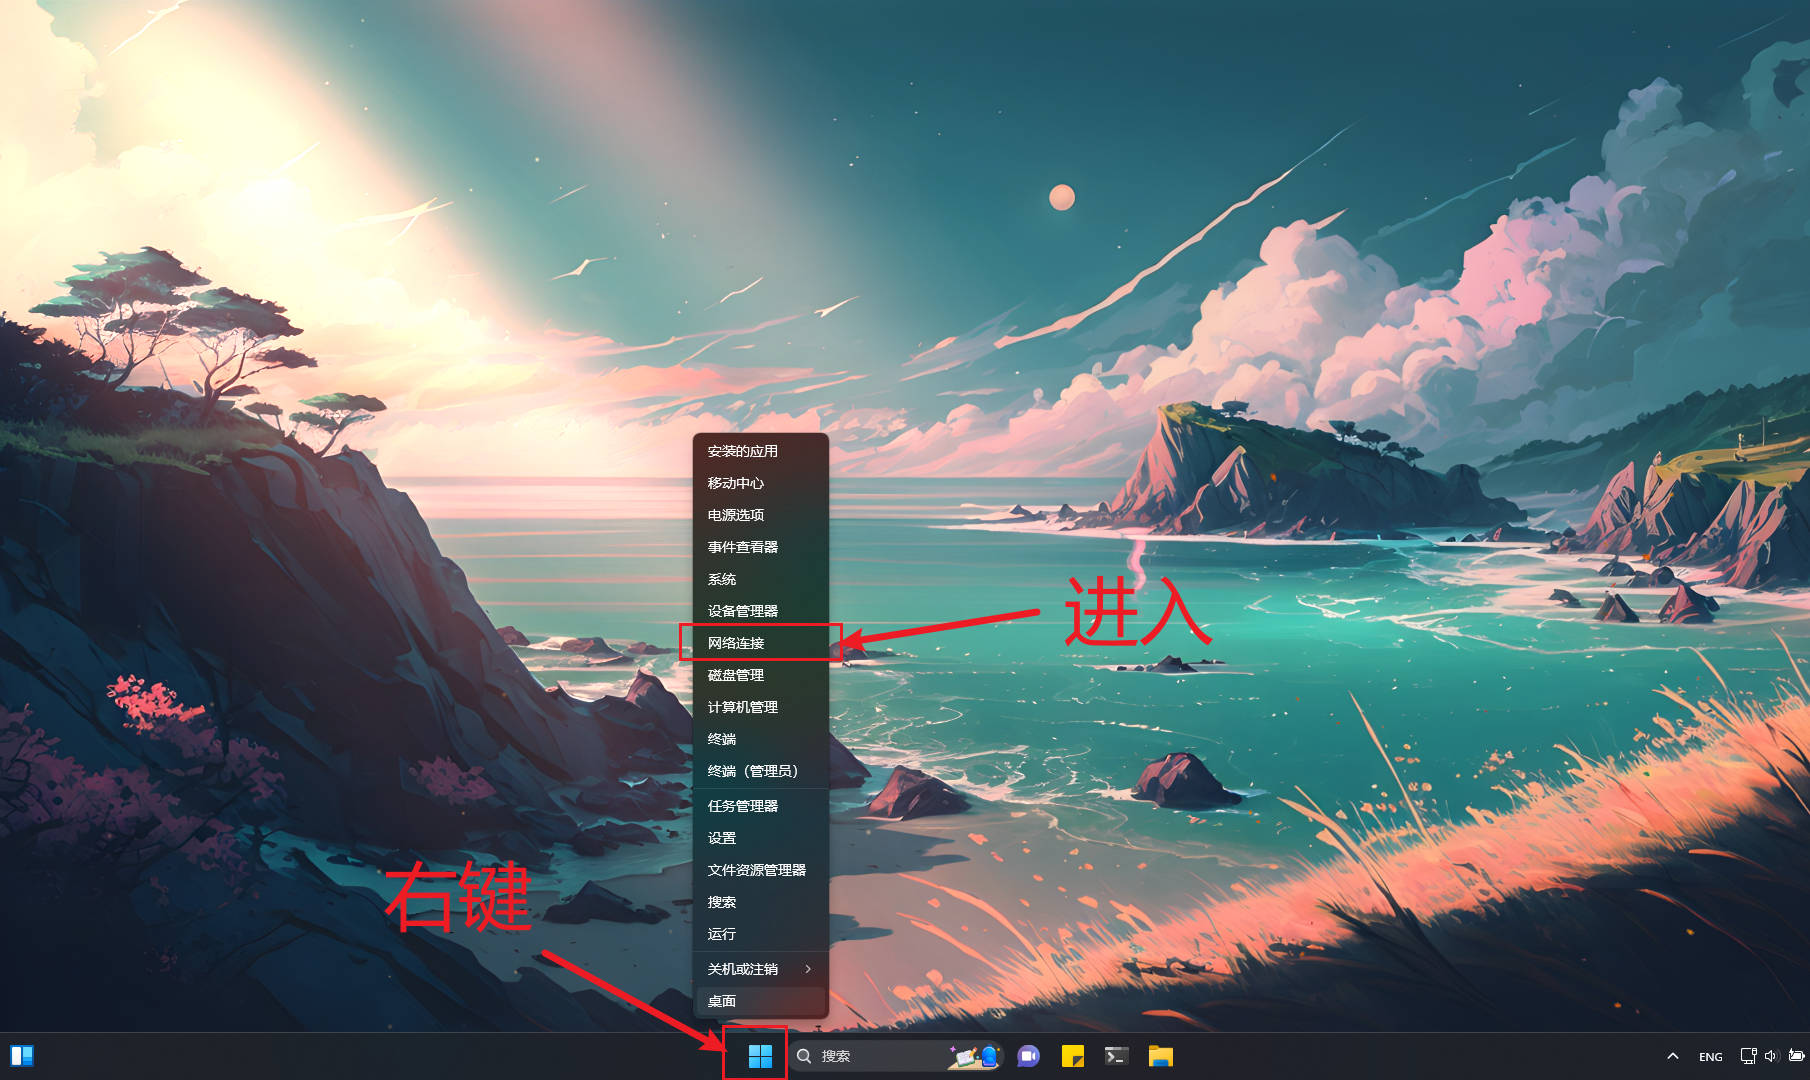 安装的应用
移动中心
电源选项
事件查看器
系统
设备管理器
网络连接
进入
磁盘管理
计算机管理
终端
终端（管理员）
任务管理器
设置
文件资源管理器
右键
搜索
运行
关机或注销
桌面
搜索
ENG